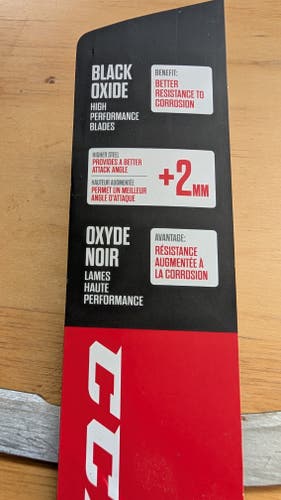 BLACK
OXIDE
HIGH
PERFORMANCE
BLADES
BENEFIT:
BETTER
RESISTANCE TO
CORROSION
HIGHER STEEL
PROVIDES A BETTER
ATTACK ANGLE
HAUTEUR AUGMENTÉE
PERMET UN MEILLEUR
ANGLE D'ATTAQUE
+2MM
OXYDE
NOIR
LAMES
HAUTE
PERFORMANCE
AVANTAGE:
RÉSISTANCE
AUGMENTÉE À
LA CORROSION
CC